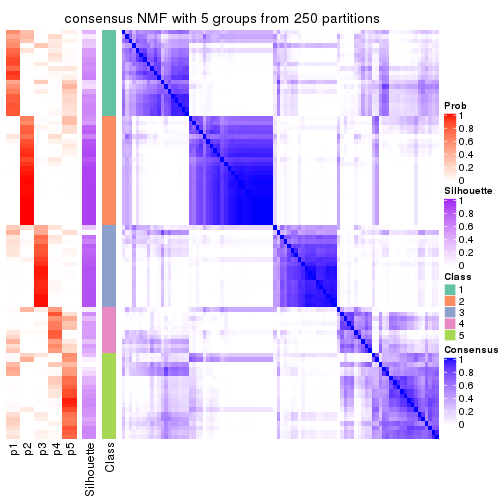 consensus NMF with 5 groups from 250 partitions
Prob
1
0.8
0.6
0.4
0.2
0
Silhouette
1
0.8
0.6
0.4
0.2
0
Class
1
2
3
4
5
Consensus
1
0.8
0.6
0.4
0.2
0
p1
p2
p3
p4
p5
Silhouette
Class